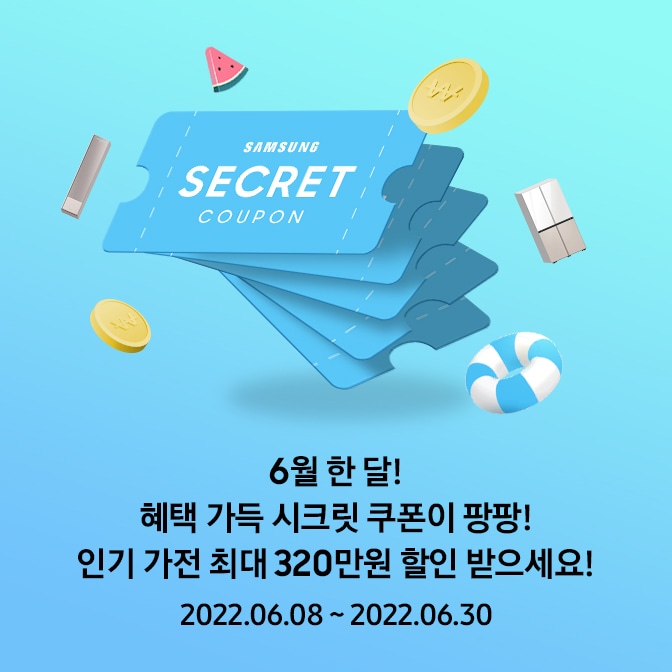 SAMSUNG
SECRET
COUPON
6월 한 달!
혜택 가득 시크릿 쿠폰이 팡팡!
인기 가전 최대 320만원 할인 받으세요!
2022.06.08 ~ 2022.06.30